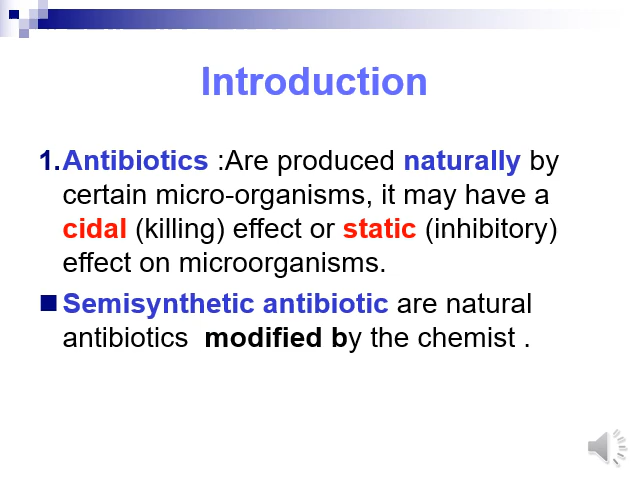 Introduction
1.Antibiotics :Are produced naturally by
certain micro-organisms, it may have a
cidal (killing) effect or static (inhibitory)
effect on microorganisms.
Semisynthetic antibiotic are natural
antibiotics  modified by the chemist .